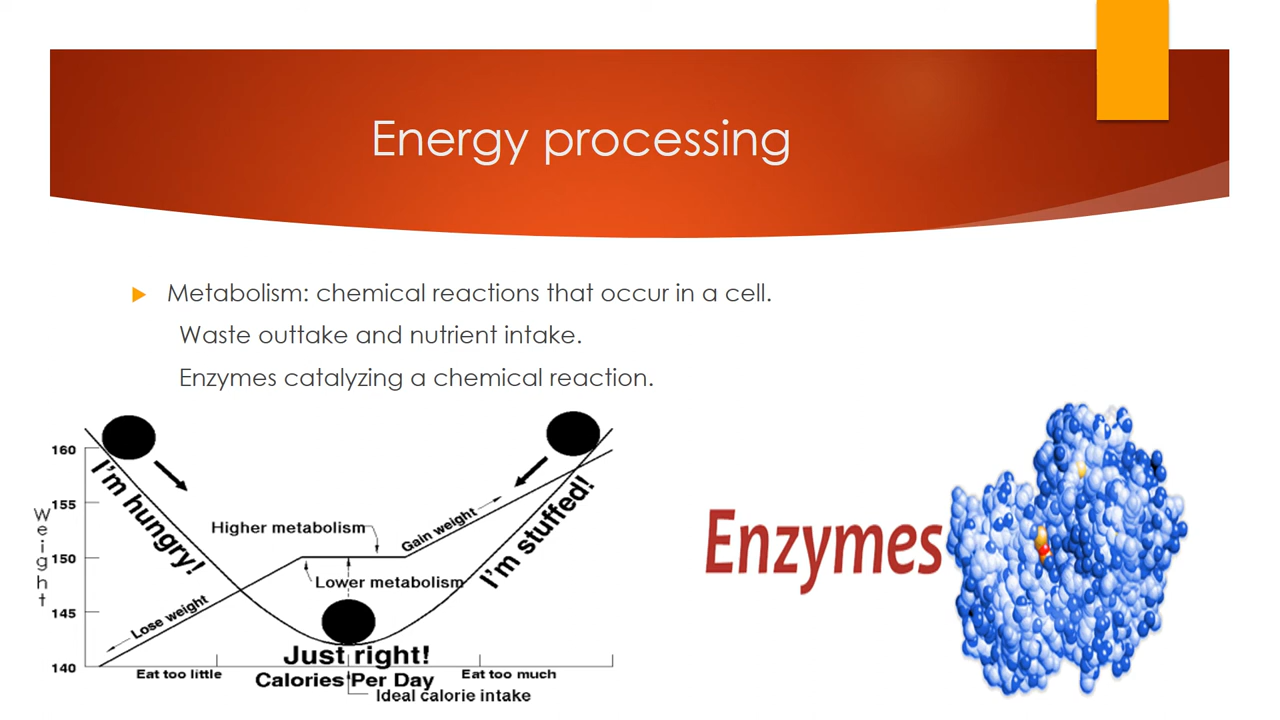 Energy processing
Metabolism: chemical reactions that occur in a cell.
Waste outtake and nutrient intake.
Enzymes catalyzing a chemical reaction.
160
155
150
145
140
Weight
I'm hungry!
Higher metabolism
Gain weight
I'm stuffed!
Lower metabolism
Lose weight
Just right!
Eat too little
Calories Per Day
Eat too much
Ideal calorie intake
Enzymes